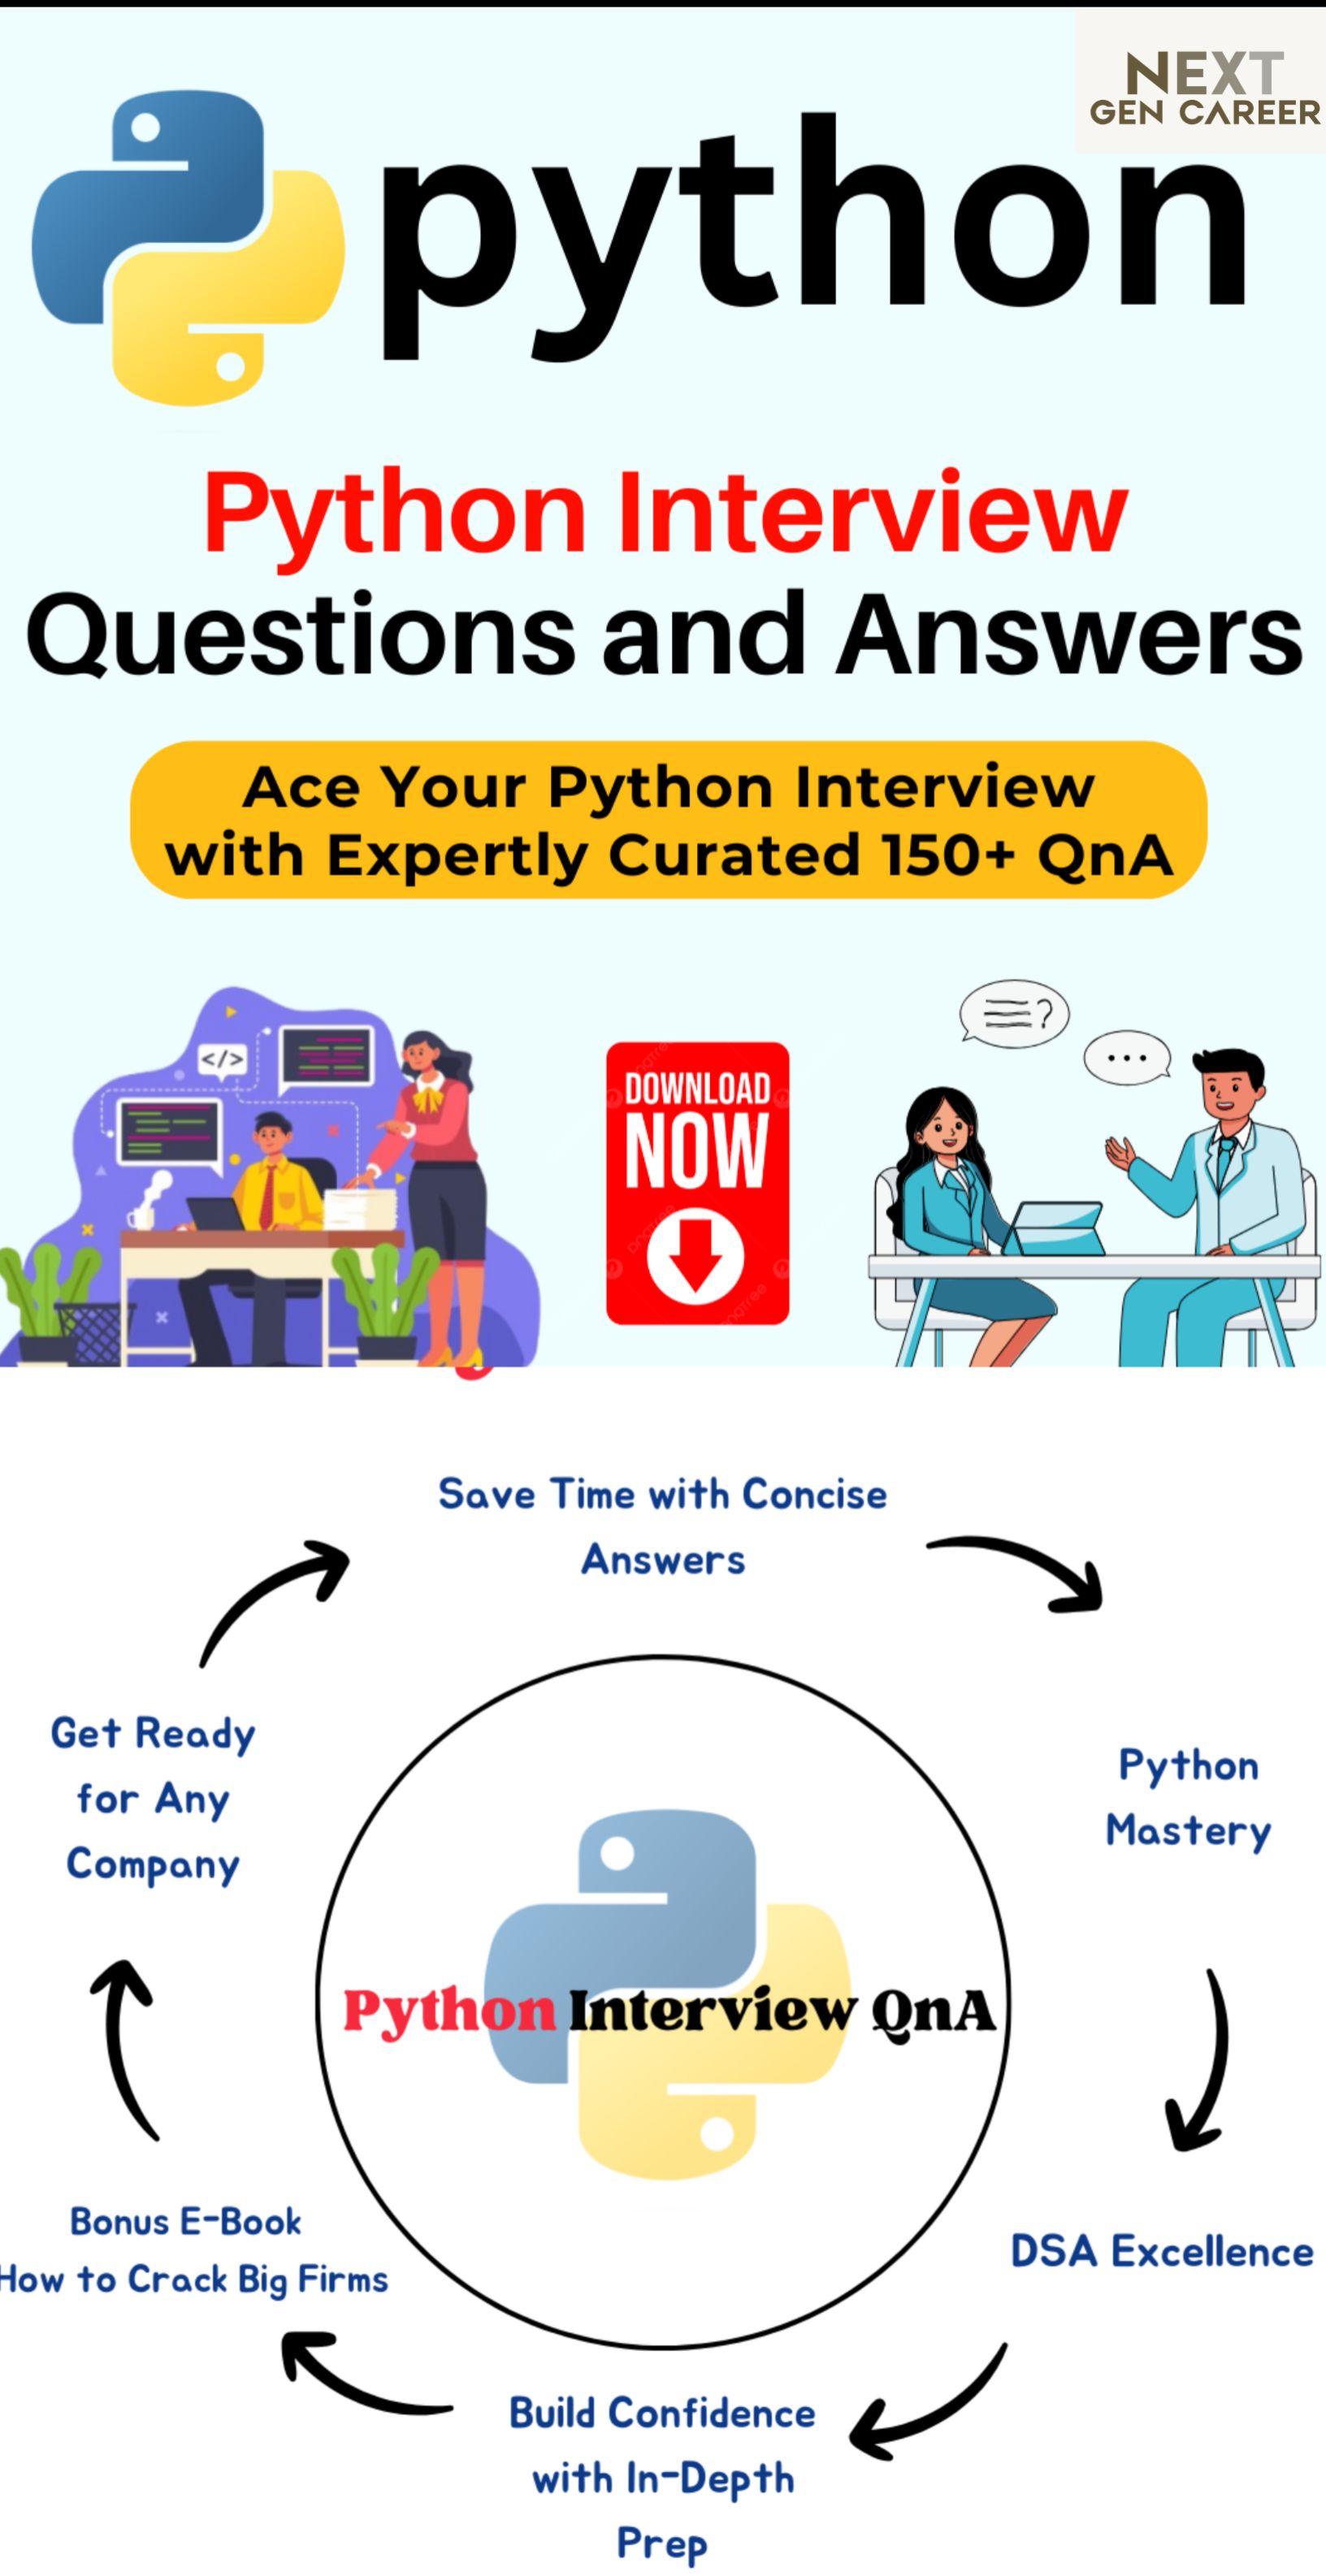 NEXT
GEN CAREER
python
Python Interview
Questions and Answers
Ace Your Python Interview
with Expertly Curated 150+ QnA
</>
?
DOWNLOAD
NOW
Save Time with Concise
Answers
Python
Mastery
DSA Excellence
Build Confidence
with In-Depth
Prep
Bonus E-Book
How to Crack Big Firms
Get Ready
for Any
Company
Python Interview QnA